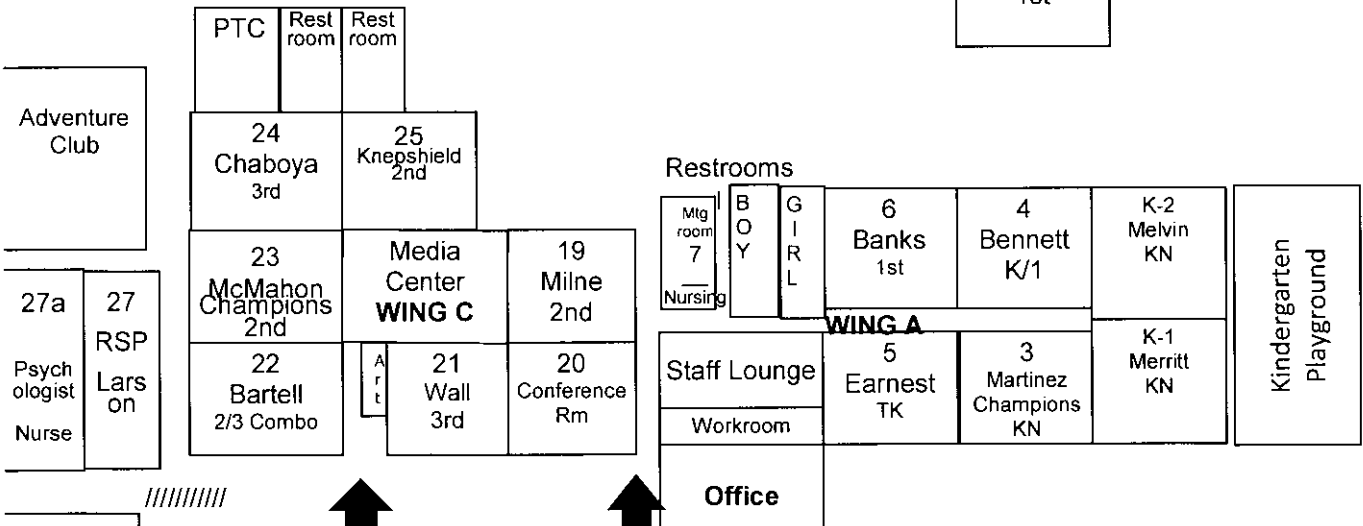 1st
PTC
Rest
room
Rest
room
Adventure
Club
24
Chaboya
3rd
25
Knepshield
2nd
Restrooms
Mtg
room
7
Nursing
B
O
Y
G
I
R
L
6
Banks
1st
4
Bennett
K/1
K-2
Melvin
KN
Kindergarten
Playground
23
McMahon
Champions
2nd
Media
Center
WING C
19
Milne
2nd
27a
Psych
ologist
Nurse
27
RSP
Lars
on
WING A
22
Bartell
2/3 Combo
A
r
t
21
Wall
3rd
20
Conference
Rm
Staff Lounge
Workroom
5
Earnest
TK
3
Martinez
Champions
KN
K-1
Merritt
KN
Office